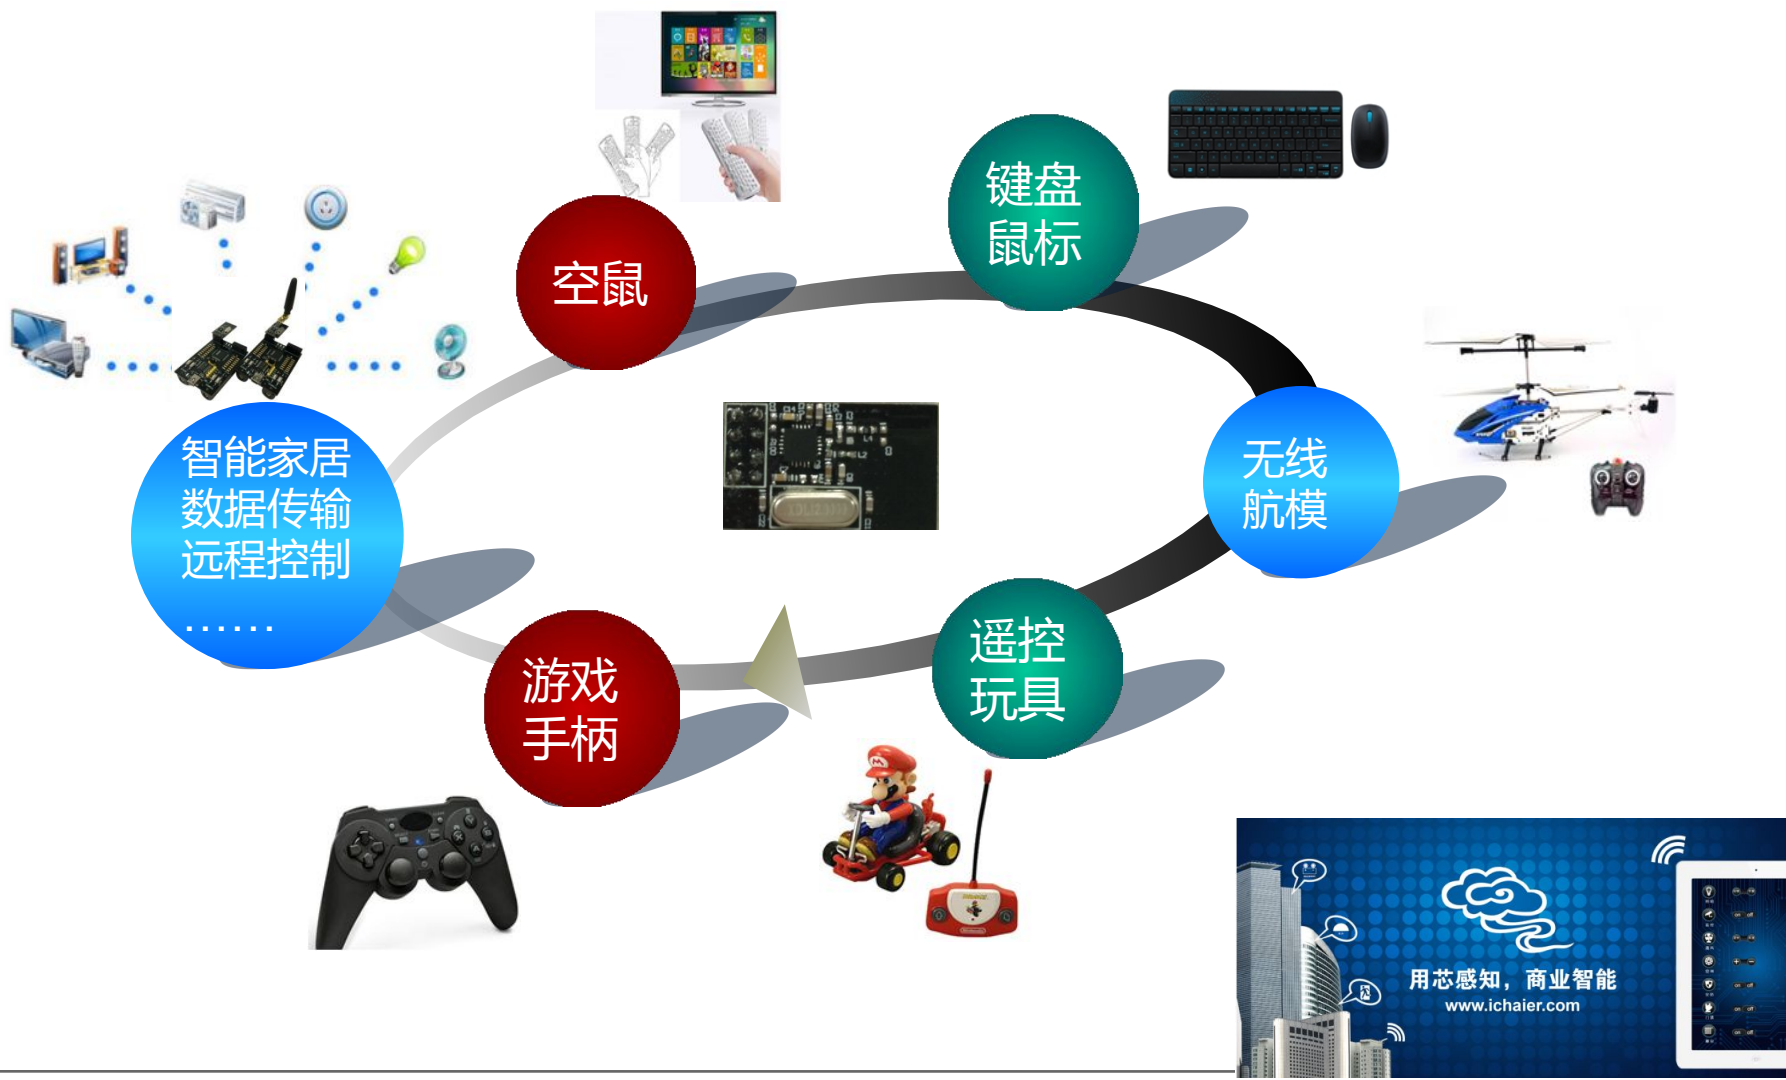 键盘
鼠标
空鼠
智能家居
数据传输
远程控制
······
无线
航模
遥控
玩具
游戏
手柄
用芯感知，商业智能
www.ichaier.com